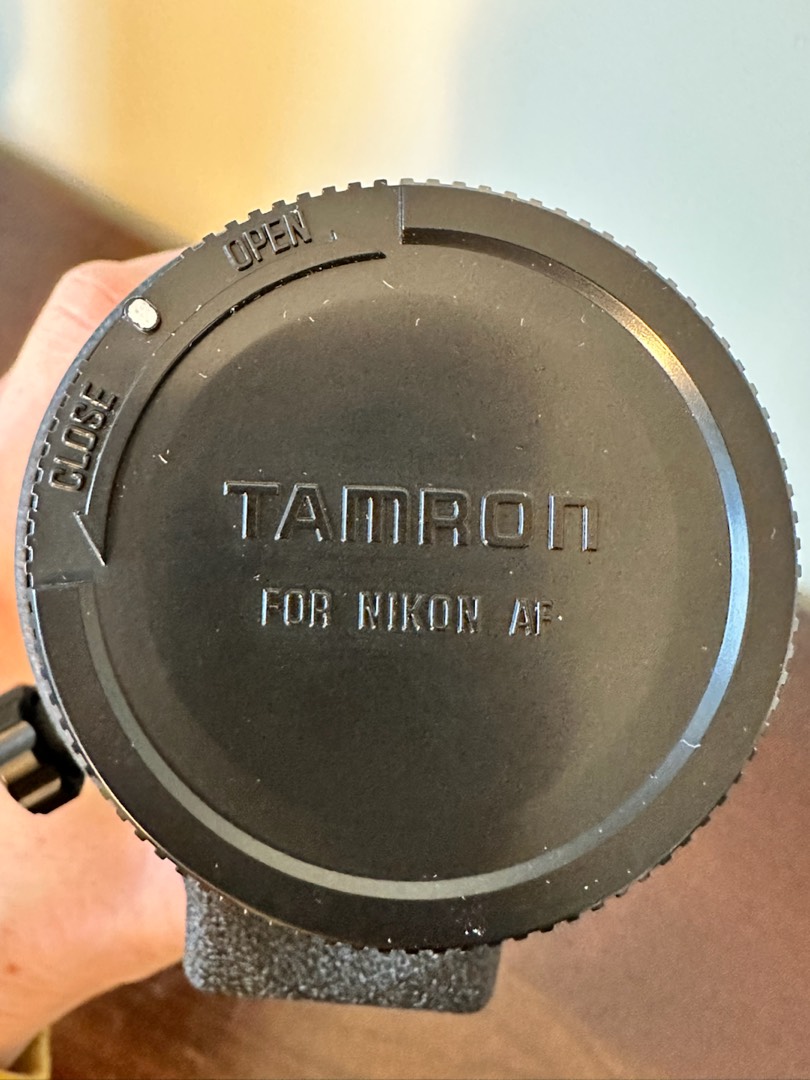 OPEN
CLOSE
TAMRON
FOR NIKON AF